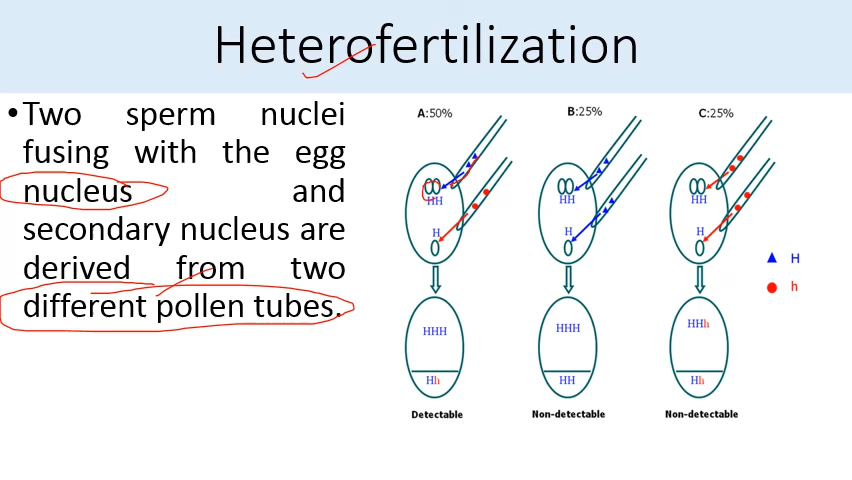 Heterofertilization
•Two sperm nuclei
fusing with the egg
nucleus and
secondary nucleus are
derived from two
different pollen tubes.
A:50% B:25% C:25%
HH HH HH
H H H
H
h
HHH HHH HHh
Hh HH Hh
Detectable Non-detectable Non-detectable